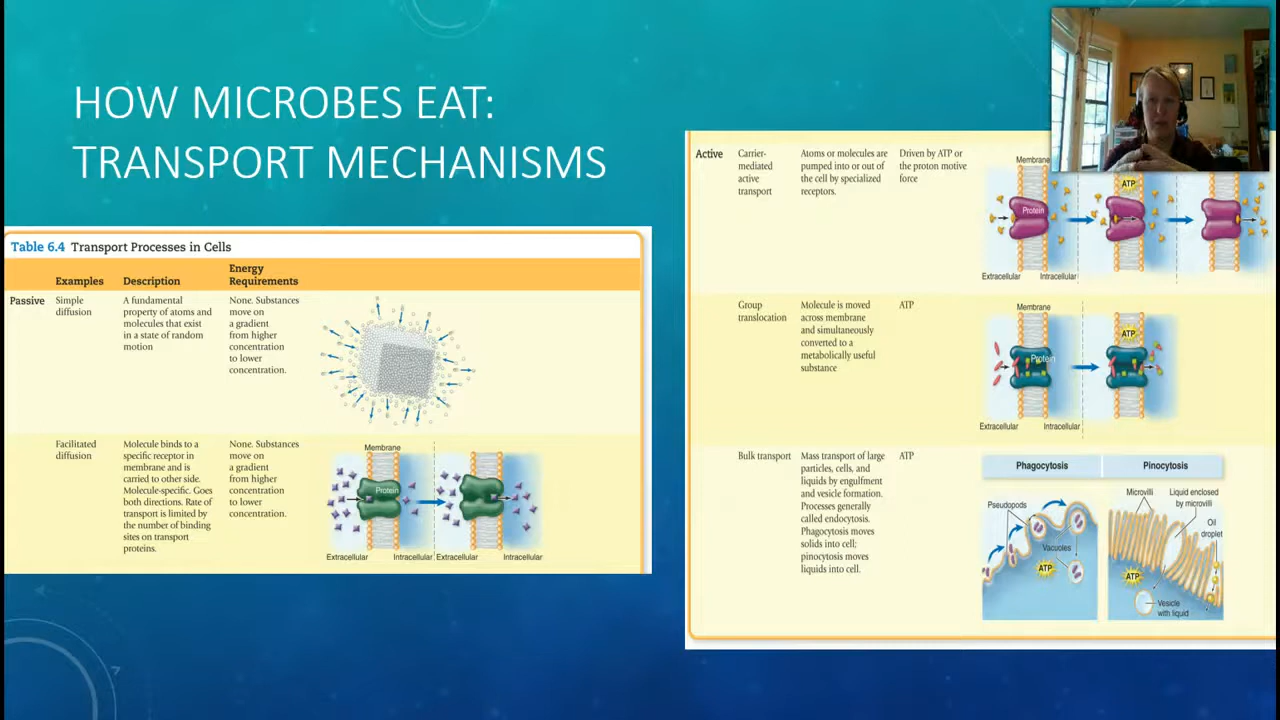 HOW MICROBES EAT:
TRANSPORT MECHANISMS
Table 6.4 Transport Processes in Cells
Examples
Description
Energy
Requirements
Passive
Simple
diffusion
A fundamental
property of atoms and
molecules that exist
in a state of random
motion
None. Substances
move on
a gradient
from higher
concentration
to lower
concentration.
Facilitated
diffusion
Molecule binds to a
specific receptor in
membrane and is
carried to other side.
Molecule-specific. Goes
both directions. Rate of
transport is limited by
the number of binding
sites on transport
proteins.
None. Substances
move on
a gradient
from higher
concentration
to lower
concentration.
Membrane
Protein
Extracellular
Intracellular
Extracellular
Intracellular
Active
Carrier-
mediated
active
transport
Atoms or molecules are
pumped into or out of
the cell by specialized
receptors.
Driven by ATP or
the proton motive
force
Membrane
Protein
ATP
Extracellular
Intracellular
Group
translocation
Molecule is moved
across membrane
and simultaneously
converted to a
metabolically useful
substance
ATP
Membrane
Protein
ATP
Extracellular
Intracellular
Bulk transport
Mass transport of large
particles, cells, and
liquids by engulfment
and vesicle formation.
Processes generally
called endocytosis.
Phagocytosis moves
solids into cell;
pinocytosis moves
liquids into cell.
ATP
Phagocytosis
Pseudopods
Vacuoles
ATP
Pinocytosis
Microvilli
Liquid enclosed
by microvilli
Oil
droplet
ATP
Vesicle
with liquid